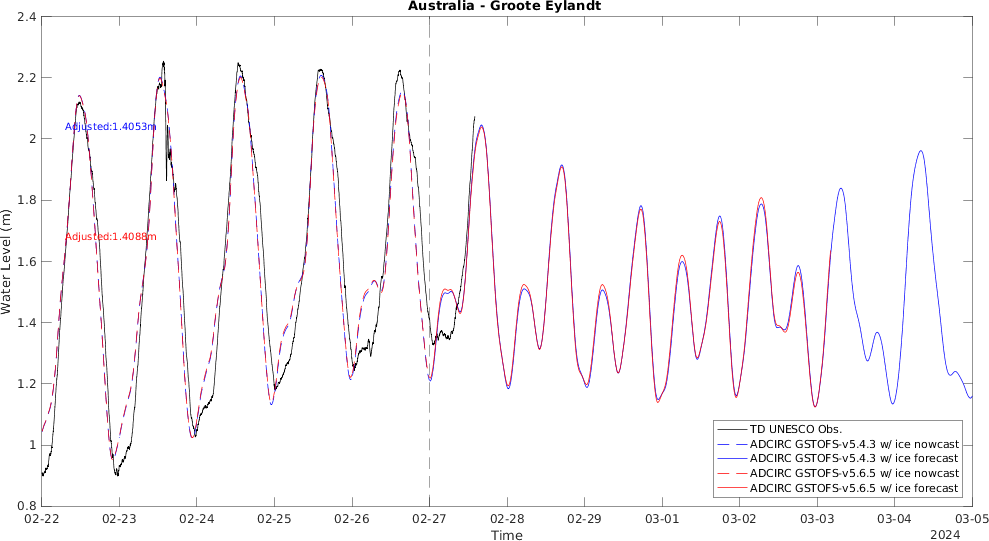 Australia - Groote Eylandt
2.4
2.2
2
1.8
1.6
1.4
1.2
1
0.8
Water Level (m)
Adjusted:1.4053m
Adjusted:1.4088m
TD UNESCO Obs.
ADCIRC GSTOFS-v5.4.3 w/ ice nowcast
ADCIRC GSTOFS-v5.4.3 w/ ice forecast
ADCIRC GSTOFS-v5.6.5 w/ ice nowcast
ADCIRC GSTOFS-v5.6.5 w/ ice forecast
02-22 02-23 02-24 02-25 02-26 02-27 02-28 02-29 03-01 03-02 03-03 03-04 03-05
Time
2024